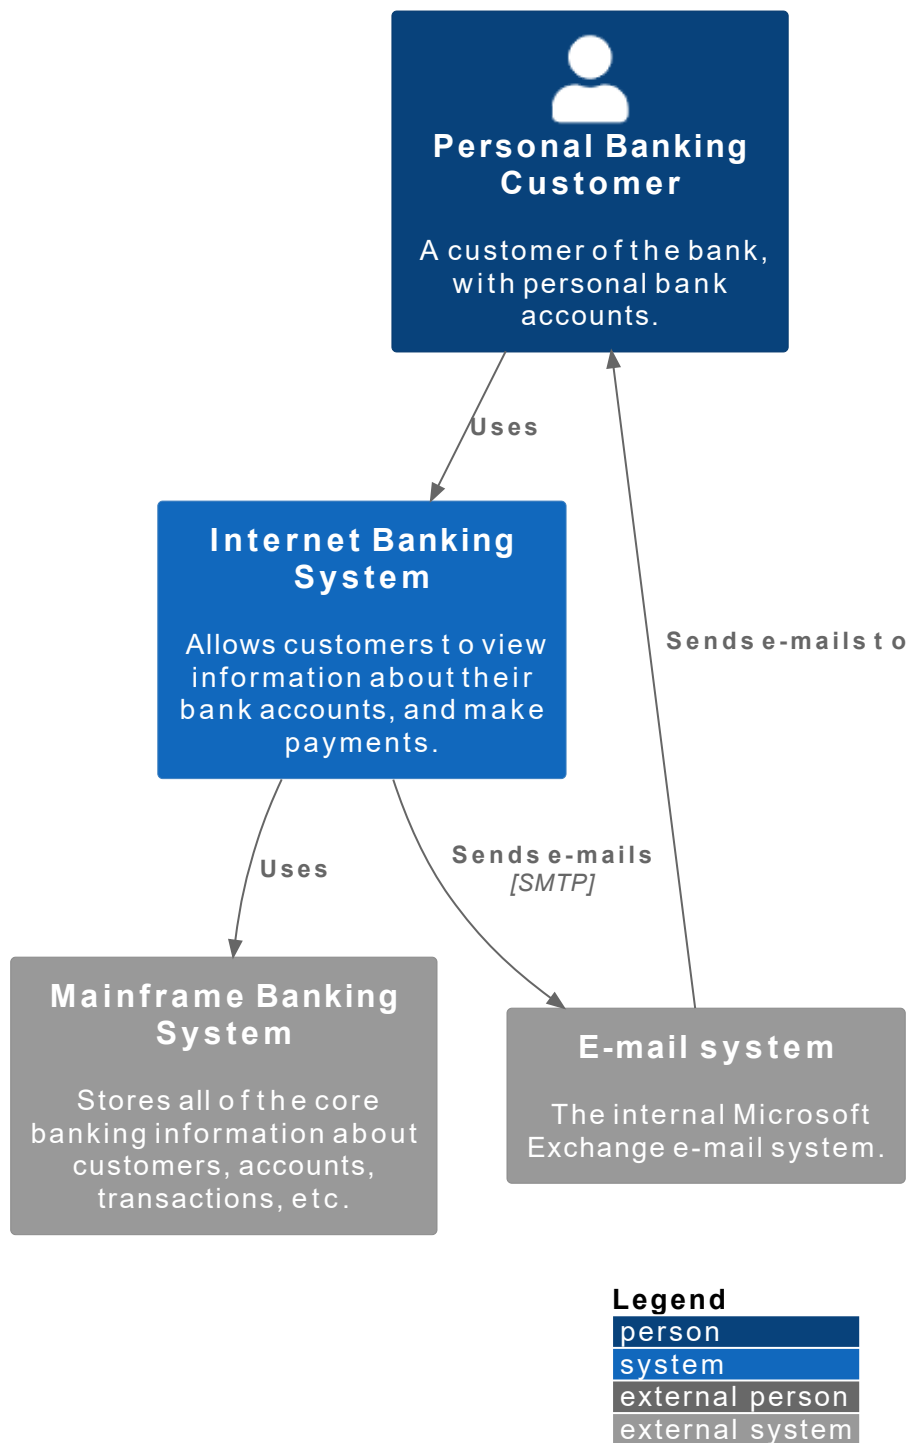 Personal Banking
Customer
A customer of the bank,
with personal bank
accounts.
Uses
Internet Banking
System
Allows customers to view
information about their
bank accounts, and make
payments.
Sends e-mails to
Uses
Sends e-mails
[SMTP]
Mainframe Banking
System
Stores all of the core
banking information about
customers, accounts,
transactions, etc.
E-mail system
The internal Microsoft
Exchange e-mail system.
Legend
person
system
external person
external system